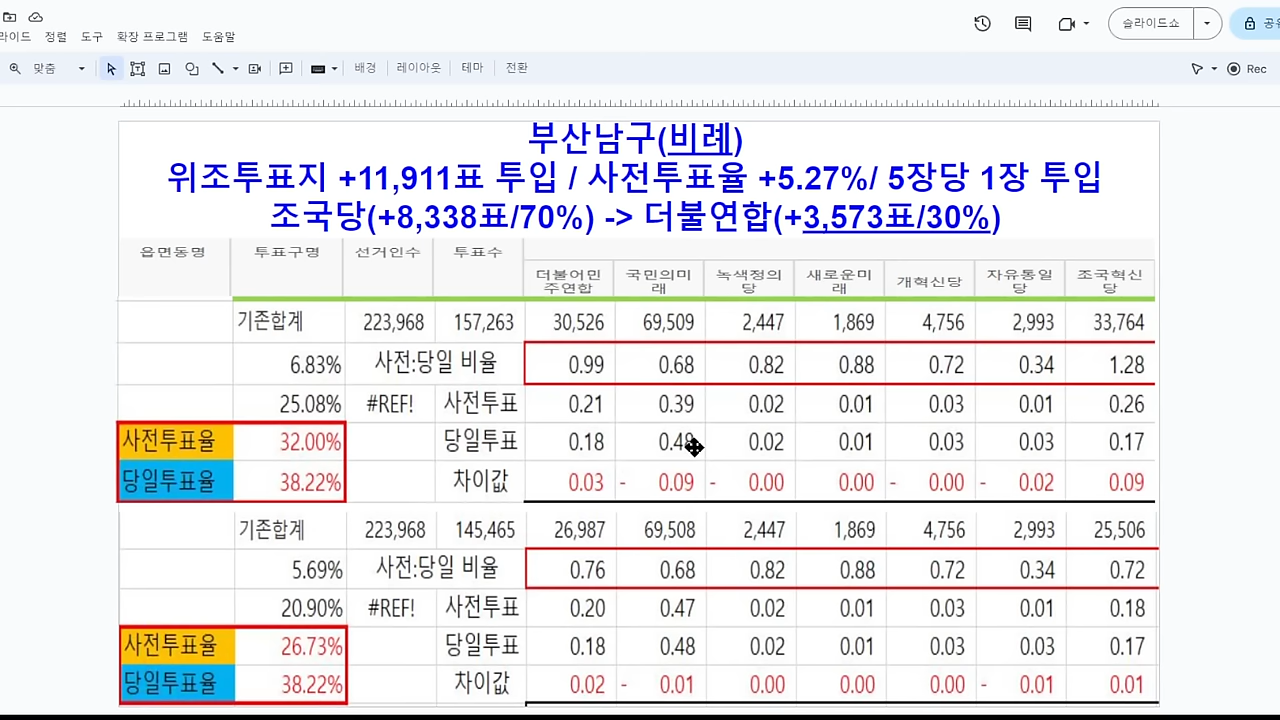 라이드 정렬 도구 확장 프로그램 도움말
슬라이드쇼
맞춤
배경 레이아웃 테마 전환
Rec
부산남구(비례)
위조투표지 +11,911표 투입 / 사전투표율 +5.27%/ 5장당 1장 투입
조국당(+8,338표/70%) -> 더불연합(+3,573표/30%)
읍면동명 투표구명 선거인수 투표수
더불어민주연합 국민의미래 녹색정의당 새로운미래 개혁신당 자유통일당 조국혁신당
기존합계 223,968 157,263 30,526 69,509 2,447 1,869 4,756 2,993 33,764
6.83% 사전:당일 비율 0.99 0.68 0.82 0.88 0.72 0.34 1.28
25.08% #REF! 사전투표 0.21 0.39 0.02 0.01 0.03 0.01 0.26
사전투표율 32.00% 당일투표 0.18 0.48 0.02 0.01 0.03 0.03 0.17
당일투표율 38.22% 차이값 0.03 - 0.09 - 0.00 0.00 - 0.00 - 0.02 0.09
기존합계 223,968 145,465 26,987 69,508 2,447 1,869 4,756 2,993 25,506
5.69% 사전:당일 비율 0.76 0.68 0.82 0.88 0.72 0.34 0.72
20.90% #REF! 사전투표 0.20 0.47 0.02 0.01 0.03 0.01 0.18
사전투표율 26.73% 당일투표 0.18 0.48 0.02 0.01 0.03 0.03 0.17
당일투표율 38.22% 차이값 0.02 - 0.01 0.00 0.00 0.00 - 0.01 0.01